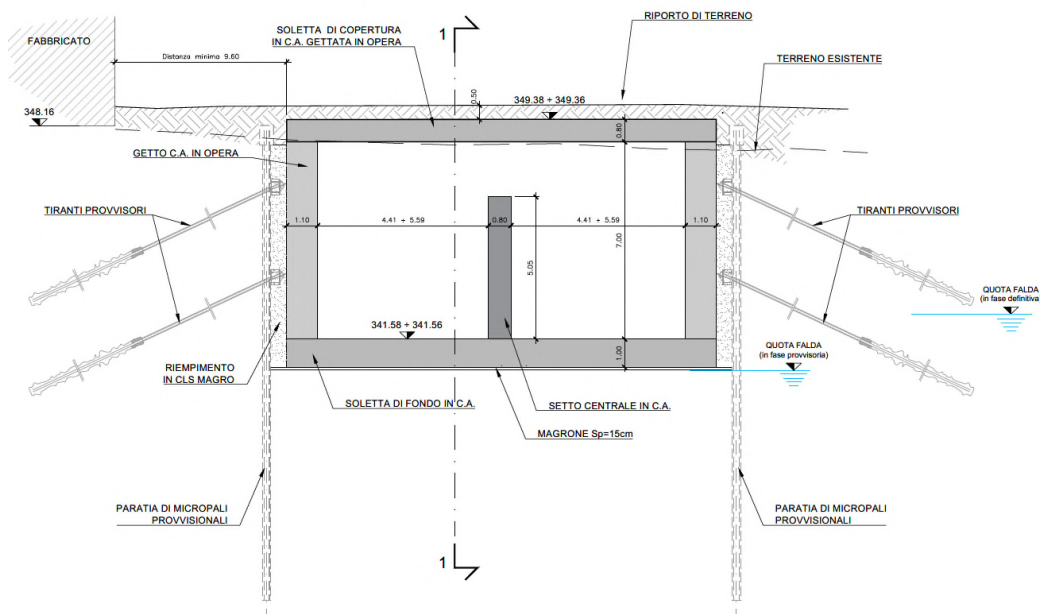 RIPORTO DI TERRENO
1
SOLETTA DI COPERTURA
IN C.A. GETTATA IN OPERA
FABBRICATO
Distanza minima 9.60
TERRENO ESISTENTE
348.16
0.50
349.38 ÷ 349.36
0.80
GETTO C.A. IN OPERA
TIRANTI PROVVISORI
TIRANTI PROVVISORI
1.10
4.41 ÷ 5.59
0.80
4.41 ÷ 5.59
1.10
7.00
5.05
QUOTA FALDA
(in fase definitiva
341.58 ÷ 341.56
QUOTA FALDA
(in fase provvisoria)
1.00
RIEMPIMENTO
IN CLS MAGRO
SOLETTA DI FONDO IN C.A.
SETTO CENTRALE IN C.A.
MAGRONE Sp=15cm
PARATIA DI MICROPALI
PROVVISIONALI
PARATIA DI MICROPALI
PROVVISIONALI
1